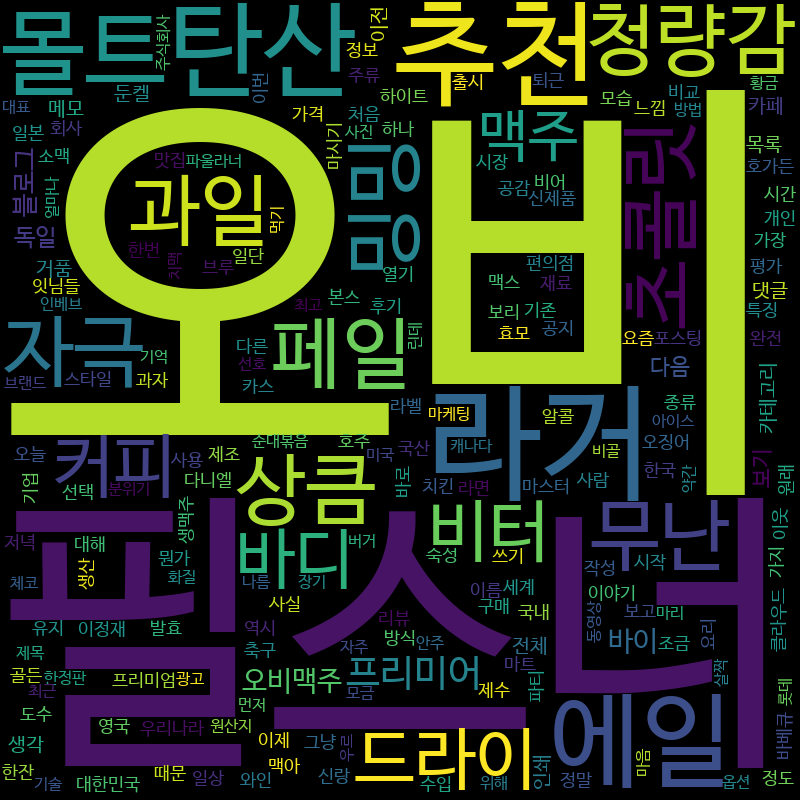 몰트
탄산
추천
청량감
주식회사
정보
이전
이번
주류
출시
퇴근
모습
비교
방법
황금
카페
대표
둔켈
메모
가격
처음
하이트
느낌
일본
회사
마시기
사진
하나
맥주
목록
호가든
소맥
얼마나
블로그
맛집
파울라너
밍밍
시장
공감
비어
신제품
초콜릿
시간
개인
가장
오비
과일
먹기
독일
한번
치맥
브루
일단
거품
열기
편의점
평가
잇님들
인베브
최고
본스
후기
맥스
재료
댓글
특징
보리
기존
효모
공지
요즘
포스팅
완전
자극
페일
린테
기억
다른
선호
다음
브랜드
스타일
과자
카스
라벨
마케팅
라거
알콜
종류
아이스
카테고리
오늘
커피
사용
제조
순대볶음
호주
미국
국산
캐나다
비골
오징어
한국
약간
보기
원래
기업
선택
분위기
다니엘
상큼
바로
치킨
라면
마스터
사람
생맥주
저녁
대해
생산
뭔가
바디
버거
비터
무난
이웃
체코
화질
나름
장기
숙성
쓰기
작성
시작
가지
필스너
사실
이름
세계
이야기
유지
이정재
발효
역시
리뷰
구매
국내
동영상
보고
마리
클라우드
제목
축구
자주
방식
안주
전체
바이
조금
요리
골든
한정판
프리미엄
광고
오비맥주
프리미어
마트
살짝
최근
모금
제수
파티
바베큐
롯데
도수
영국
우리나라
원산지
먼저
에일
생각
이제
그냥
우른
드라이
인쇄
마음
한잔
기술
대한민국
때문
일상
와인
맥아
신랑
수입
위해
정말
옵션
정도